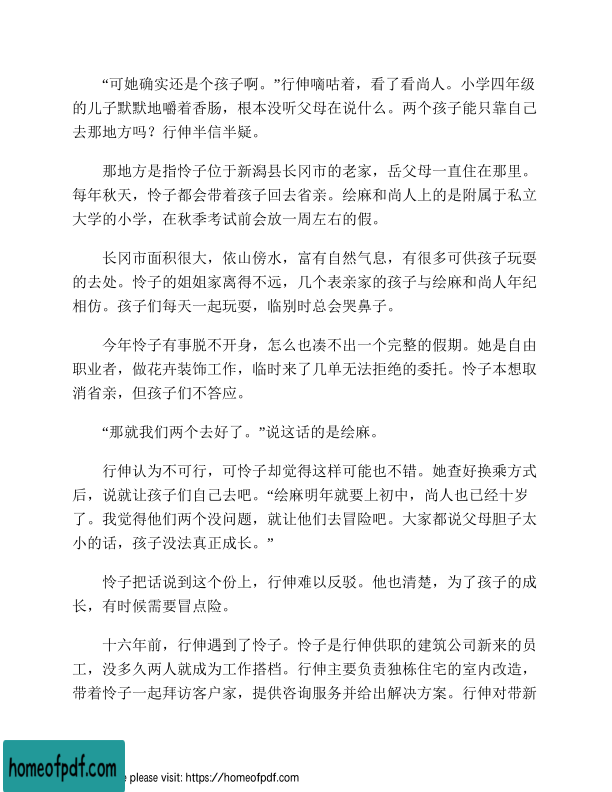 “可她确实还是个孩子啊。”行伸嘀咕着，看了看尚人。小学四年级
的儿子默默地嚼着香肠，根本没听父母在说什么。两个孩子能只靠自己
去那地方吗？行伸半信半疑。
那地方是指怜子位于新潟县长冈市的老家，岳父母一直住在那里。
每年秋天，怜子都会带着孩子回去省亲。绘麻和尚人上的是附属于私立
大学的小学，在秋季考试前会放一周左右的假。
长冈市面积很大，依山傍水，富有自然气息，有很多可供孩子玩耍
的去处。怜子的姐姐家离得不远，几个表亲家的孩子与绘麻和尚人年纪
相仿。孩子们每天一起玩耍，临别时总会哭鼻子。
今年怜子有事脱不开身，怎么也凑不出一个完整的假期。她是自由
职业者，做花卉装饰工作，临时来了几单无法拒绝的委托。怜子本想取
消省亲，但孩子们不答应。
“那就我们两个去好了。”说这话的是绘麻。
行伸认为不可行，可怜子却觉得这样可能也不错。她查好换乘方式
后，说就让孩子们自己去吧。“绘麻明年就要上初中，尚人也已经十岁
了。我觉得他们两个没问题，就让他们去冒险吧。大家都说父母胆子太
小的话，孩子没法真正成长。”
怜子把话说到这个份上，行伸难以反驳。他也清楚，为了孩子的成
长，有时候需要冒点险。
十六年前，行伸遇到了怜子。怜子是行伸供职的建筑公司新来的员
工，没多久两人就成为工作搭档。行伸主要负责独栋住宅的室内改造，
带着怜子一起拜访客户家，提供咨询服务并给出解决方案。行伸对带新
homeofpdf.com
e please visit: https://homeofpdf.com